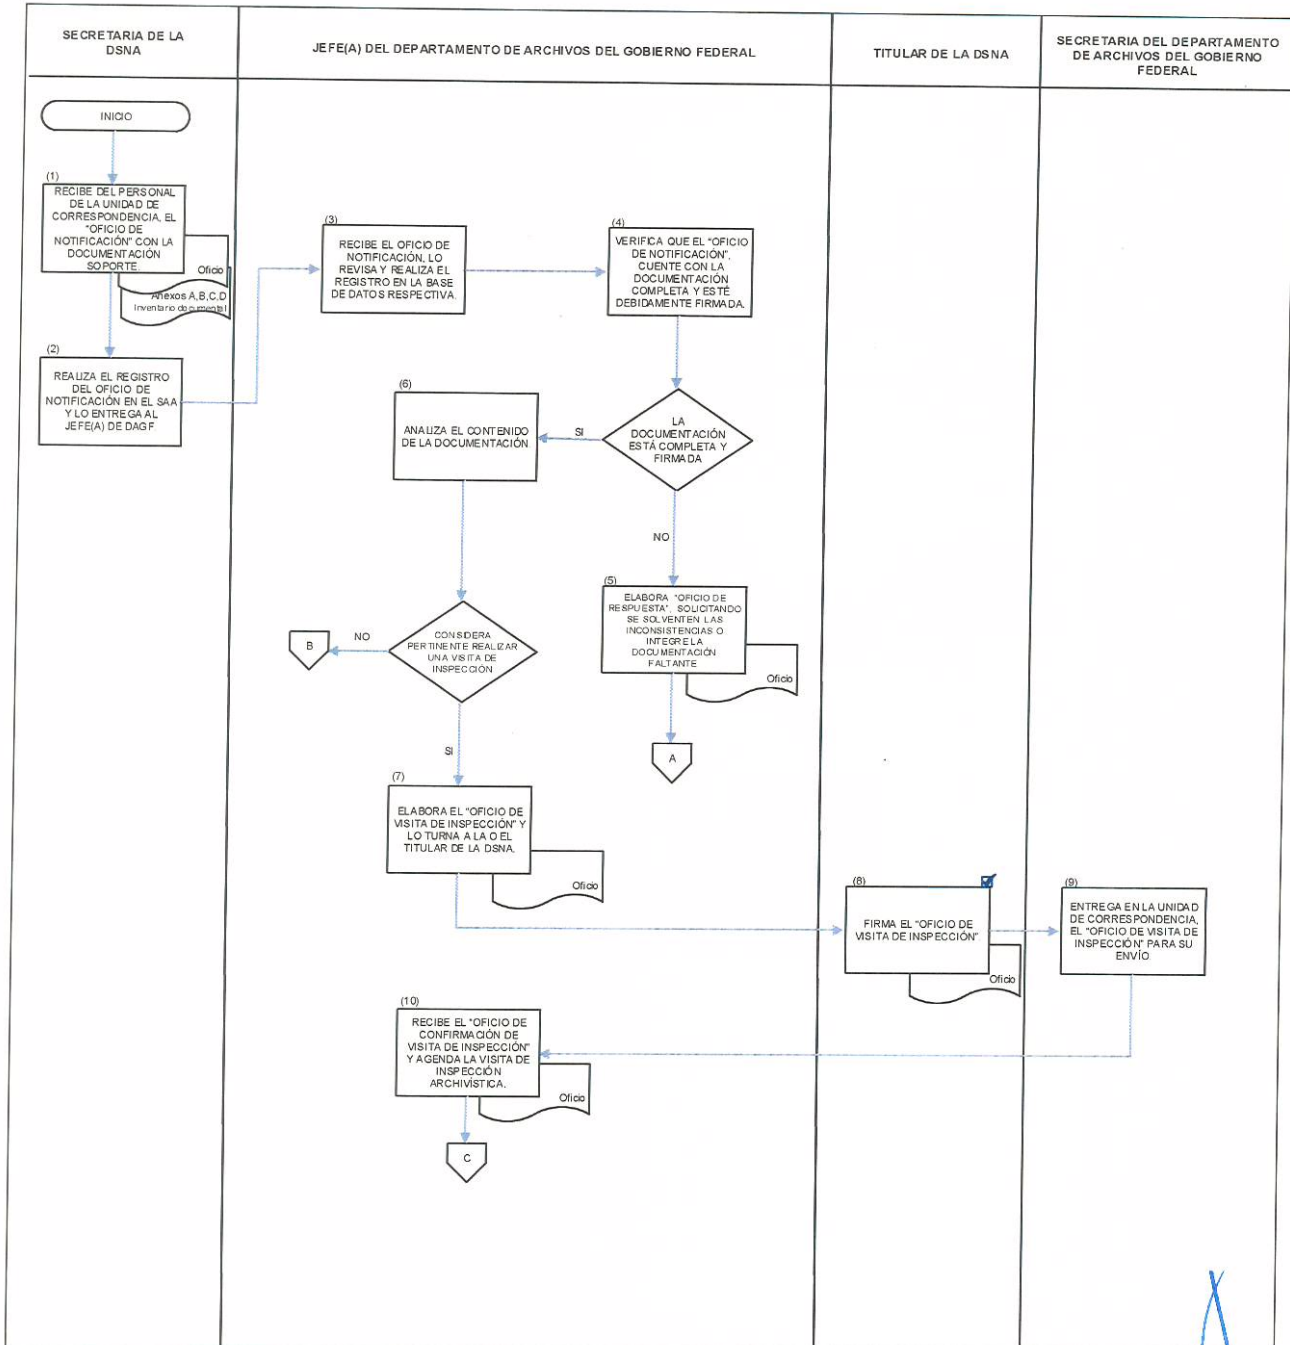 SECRETARIA DE LA
DSNA
JEFE(A) DEL DEPARTAMENTO DE ARCHIVOS DEL GOBIERNO FEDERAL
TITULAR DE LA DSNA
SECRETARIA DEL DEPARTAMENTO
DE ARCHIVOS DEL GOBIERNO
FEDERAL
INICIO
(1)
RECIBE DEL PERSONAL
DE LA UNIDAD DE
CORRESPONDENCIA, EL
"OFICIO DE
NOTIFICACIÓN" CON LA
DOCUMENTACIÓN
SOPORTE.
Oficio
Anexos A,B,C,D
Inventario documental
(2)
REALIZA EL REGISTRO
DEL OFICIO DE
NOTIFICACIÓN EN EL SAA
Y LO ENTREGA AL
JEFE(A) DE DAGF
(3)
RECIBE EL OFICIO DE
NOTIFICACIÓN, LO
REVISA Y REALIZA EL
REGISTRO EN LA BASE
DE DATOS RESPECTIVA.
(4)
VERIFICA QUE EL "OFICIO
DE NOTIFICACIÓN",
CUENTE CON LA
DOCUMENTACIÓN
COMPLETA Y ESTÉ
DEBIDAMENTE FIRMADA.
LA
DOCUMENTACIÓN
ESTÁ COMPLETA Y
FIRMADA
SI
NO
(6)
ANALIZA EL CONTENIDO
DE LA DOCUMENTACIÓN
(5)
ELABORA "OFICIO DE
RESPUESTA", SOLICITANDO
SE SOLVENTEN LAS
INCONSISTENCIAS O
INTEGRE LA
DOCUMENTACIÓN
FALTANTE
Oficio
A
CONSIDERA
PERTINENTE REALIZAR
UNA VISITA DE
INSPECCIÓN
NO
B
SI
(7)
ELABORA EL "OFICIO DE
VISITA DE INSPECCIÓN" Y
LO TURNA A LA O EL
TITULAR DE LA DSNA.
Oficio
(8)
FIRMA EL "OFICIO DE
VISITA DE INSPECCIÓN"
Oficio
(9)
ENTREGA EN LA UNIDAD
DE CORRESPONDENCIA,
EL "OFICIO DE VISITA DE
INSPECCIÓN" PARA SU
ENVÍO
(10)
RECIBE EL "OFICIO DE
CONFIRMACIÓN DE
VISITA DE INSPECCIÓN"
Y AGENDA LA VISITA DE
INSPECCIÓN
ARCHIVÍSTICA.
Oficio
C